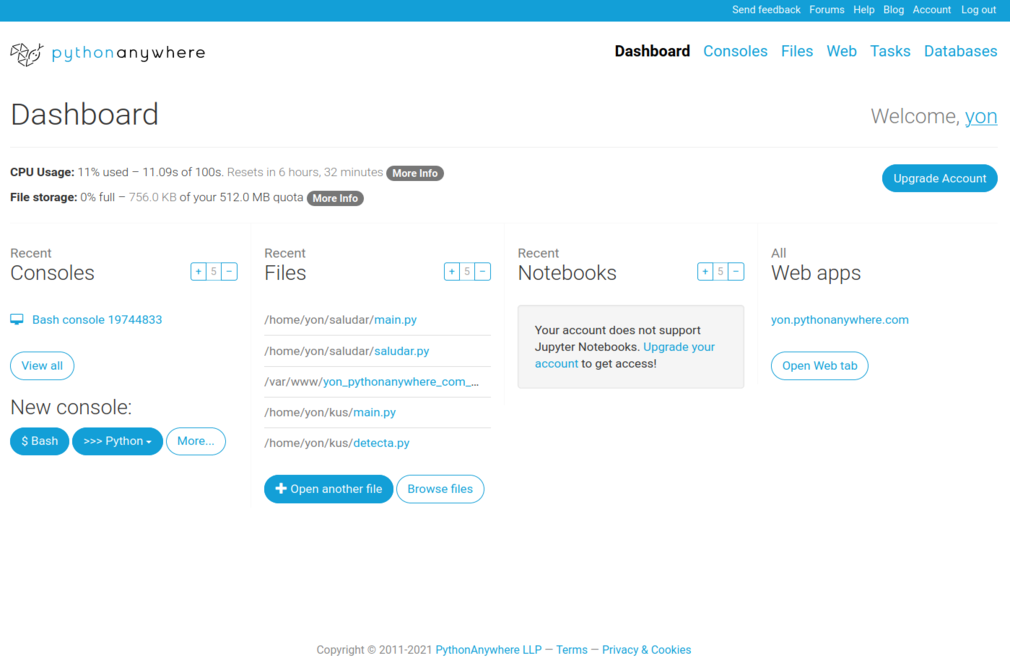 Send feedback Forums Help Blog Account Log out
pythonanywhere
Dashboard Consoles Files Web Tasks Databases
Dashboard
Welcome, yon
CPU Usage: 11% used – 11.09s of 100s. Resets in 6 hours, 32 minutes More Info
File storage: 0% full – 756.0 KB of your 512.0 MB quota More Info
Upgrade Account
Recent
Consoles
+ 5 −
Bash console 19744833
View all
New console:
$ Bash >>> Python More...
Recent
Files
+ 5 −
/home/yon/saludar/main.py
/home/yon/saludar/saludar.py
/var/www/yon_pythonanywhere_com_...
/home/yon/kus/main.py
/home/yon/kus/detecta.py
+ Open another file Browse files
Recent
Notebooks
+ 5 −
Your account does not support
Jupyter Notebooks. Upgrade your
account to get access!
All
Web apps
yon.pythonanywhere.com
Open Web tab
Copyright © 2011-2021 PythonAnywhere LLP — Terms — Privacy & Cookies